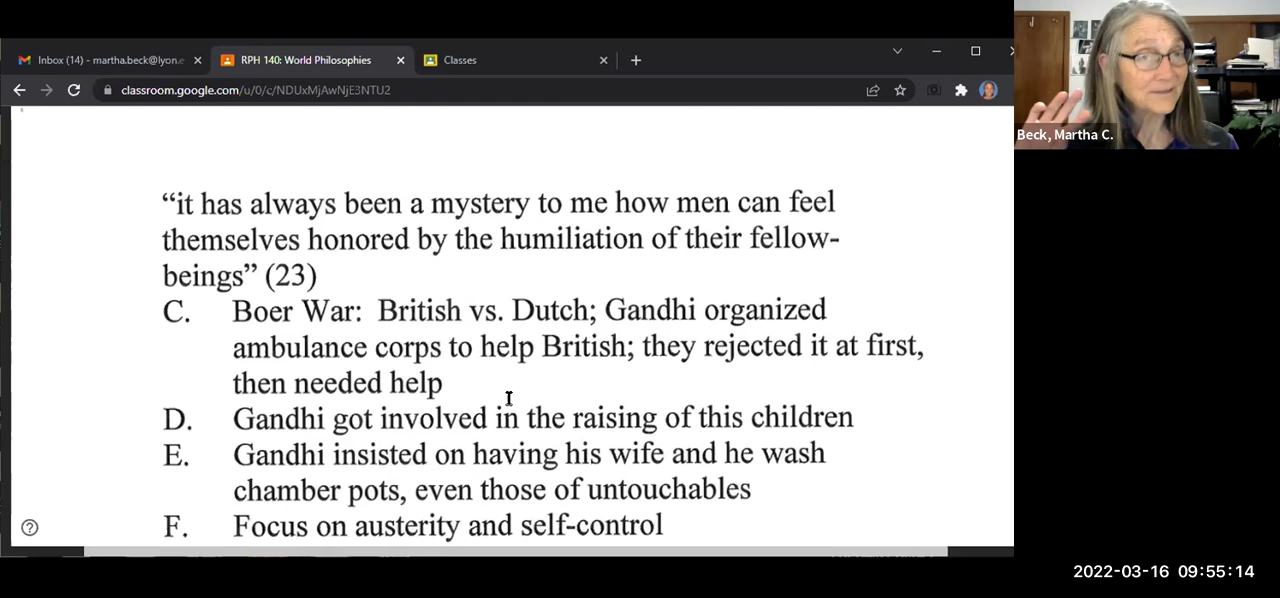 Inbox (14) - martha.beck@lyon.e
RPH 140: World Philosophies
Classes
classroom.google.com/u/0/c/NDUxMjAwNjE3NTU2
Beck, Martha C.
“it has always been a mystery to me how men can feel
themselves honored by the humiliation of their fellow-
beings” (23)
C. Boer War: British vs. Dutch; Gandhi organized
ambulance corps to help British; they rejected it at first,
then needed help
D. Gandhi got involved in the raising of this children
E. Gandhi insisted on having his wife and he wash
chamber pots, even those of untouchables
F. Focus on austerity and self-control
2022-03-16 09:55:14